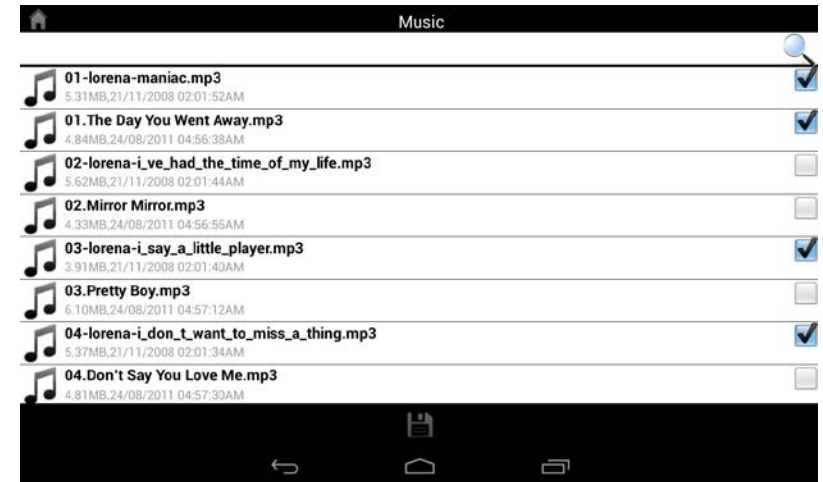 Music
01-lorena-maniac.mp3
5.31MB,21/11/2008 02:01:52AM
01.The Day You Went Away.mp3
4.84MB,24/08/2011 04:56:38AM
02-lorena-i_ve_had_the_time_of_my_life.mp3
5.62MB,21/11/2008 02:01:44AM
02.Mirror Mirror.mp3
4.33MB,24/08/2011 04:56:56AM
03-lorena-i_say_a_little_player.mp3
3.91MB,21/11/2008 02:01:40AM
03.Pretty Boy.mp3
6.10MB,24/08/2011 04:57:12AM
04-lorena-i_don_t_want_to_miss_a_thing.mp3
5.37MB,21/11/2008 02:01:34AM
04.Don't Say You Love Me.mp3
4.81MB,24/08/2011 04:57:30AM